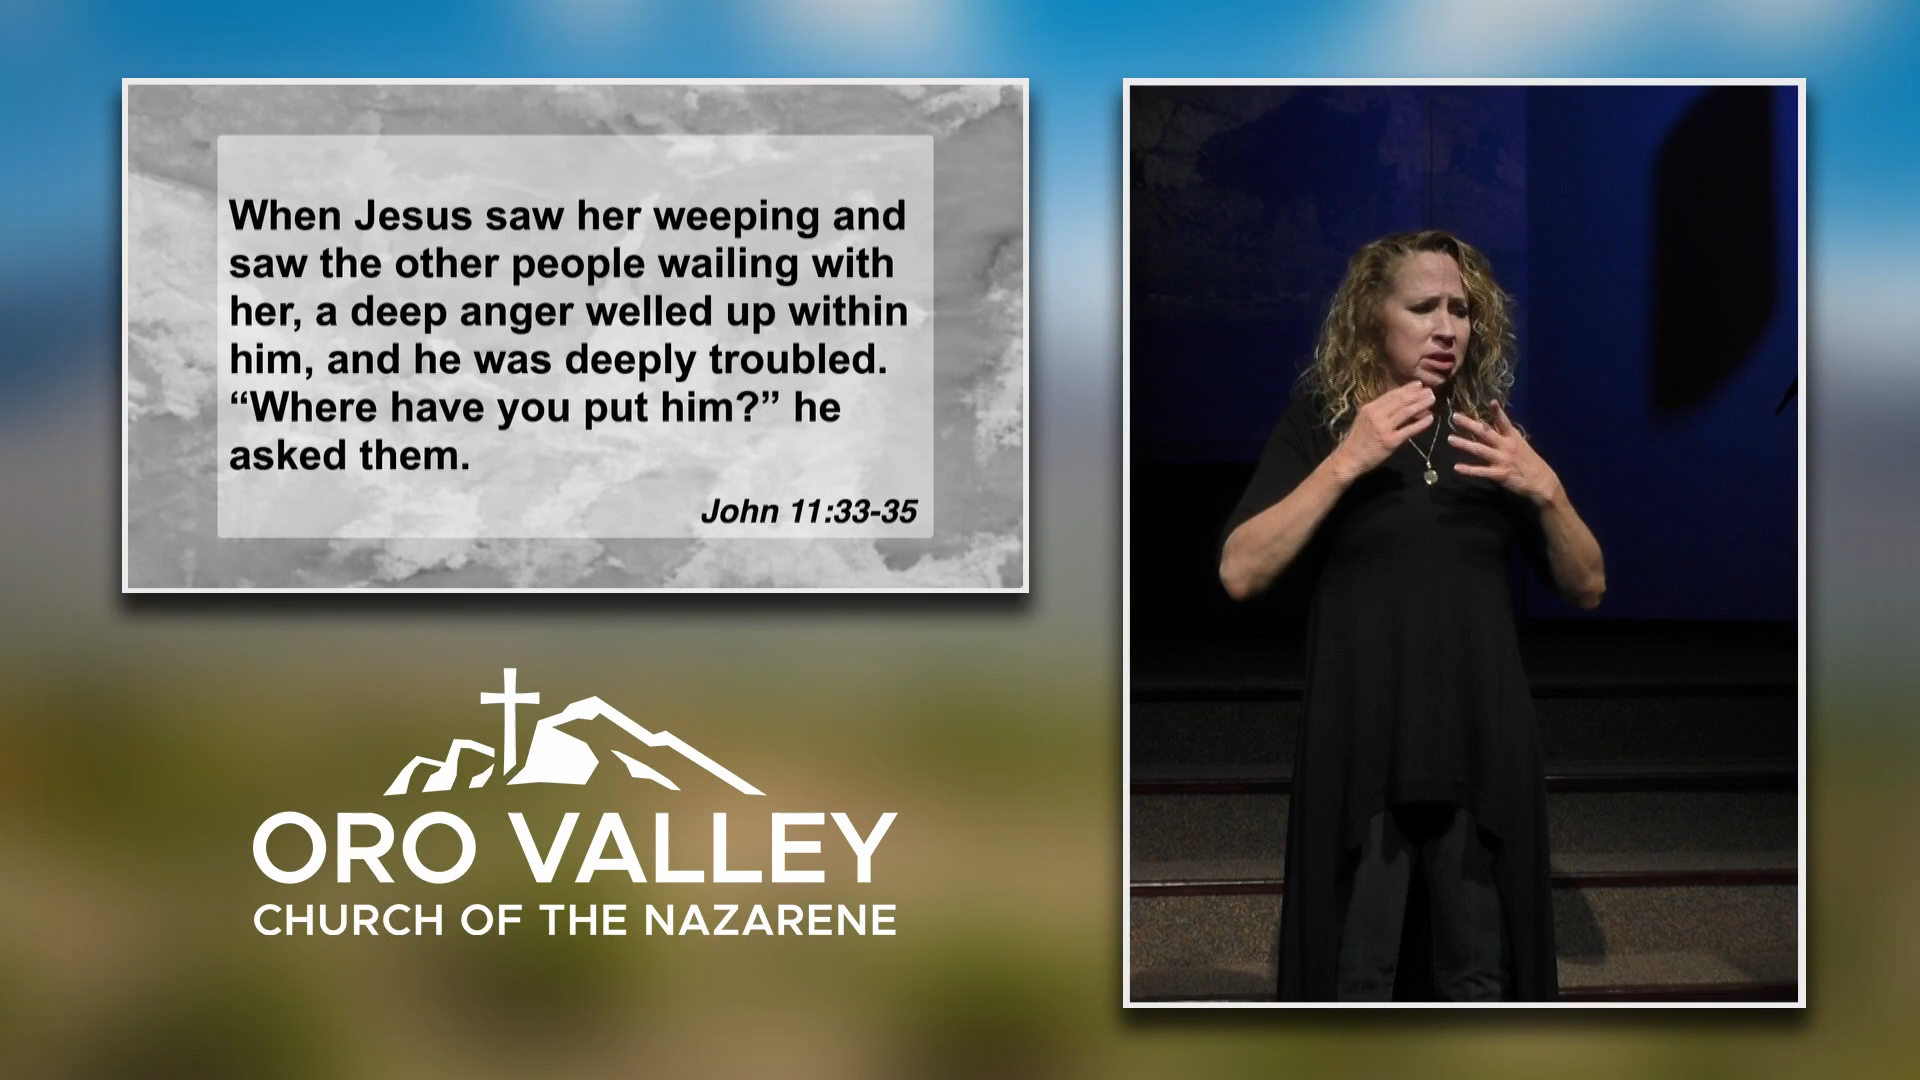 When Jesus saw her weeping and
saw the other people wailing with
her, a deep anger welled up within
him, and he was deeply troubled.
“Where have you put him?” he
asked them.
John 11:33-35
ORO VALLEY
CHURCH OF THE NAZARENE